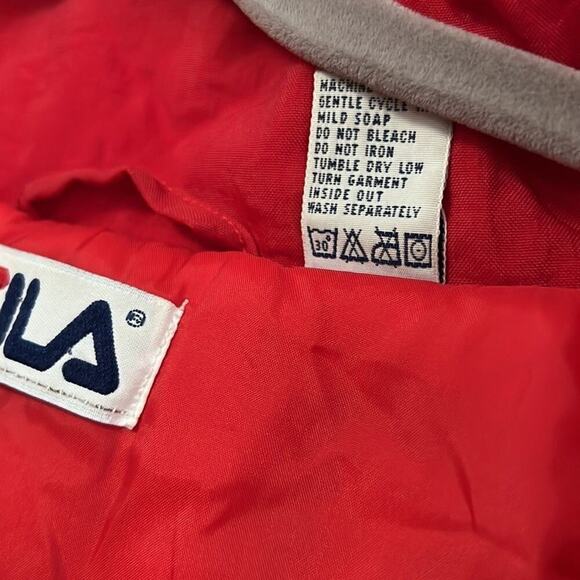 MACHINE
GENTLE CYCLE
MILD SOAP
DO NOT BLEACH
DO NOT IRON
TUMBLE DRY LOW
TURN GARMENT
INSIDE OUT
WASH SEPARATELY
30°
ILA®